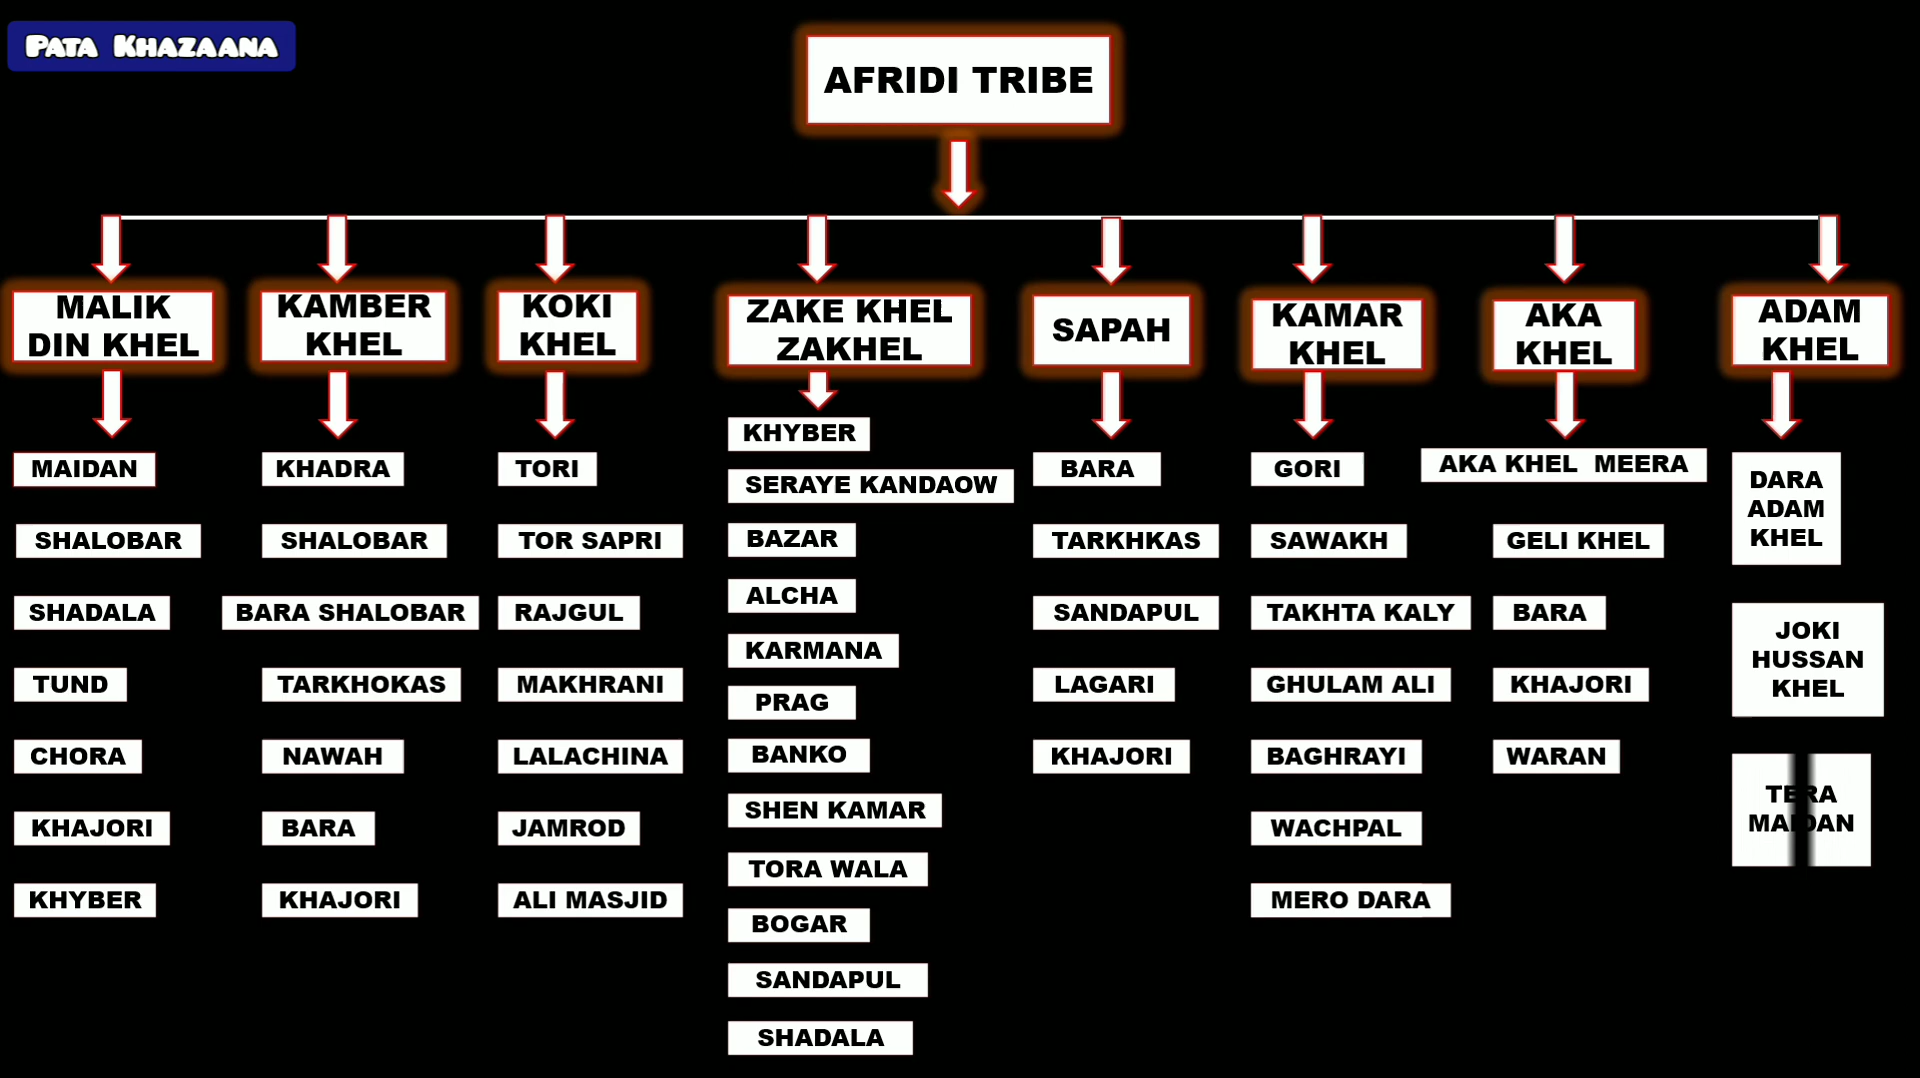 PATA KHAZAANA
AFRIDI TRIBE
MALIK
DIN KHEL
KAMBER
KHEL
KOKI
KHEL
ZAKE KHEL
ZAKHEL
SAPAH
KAMAR
KHEL
AKA
KHEL
ADAM
KHEL
MAIDAN
SHALOBAR
SHADALA
TUND
CHORA
KHAJORI
KHYBER
KHADRA
SHALOBAR
BARA SHALOBAR
TARKHOKAS
NAWAH
BARA
KHAJORI
TORI
TOR SAPRI
RAJGUL
MAKHRANI
LALACHINA
JAMROD
ALI MASJID
KHYBER
SERAYE KANDAOW
BAZAR
ALCHA
KARMANA
PRAG
BANKO
SHEN KAMAR
TORA WALA
BOGAR
SANDAPUL
SHADALA
BARA
TARKHKAS
SANDAPUL
LAGARI
KHAJORI
GORI
SAWAKH
TAKHTA KALY
GHULAM ALI
BAGHRAYI
WACHPAL
MERO DARA
AKA KHEL MEERA
GELI KHEL
BARA
KHAJORI
WARAN
DARA
ADAM
KHEL
JOKI
HUSSAN
KHEL
TERA
MAIDAN